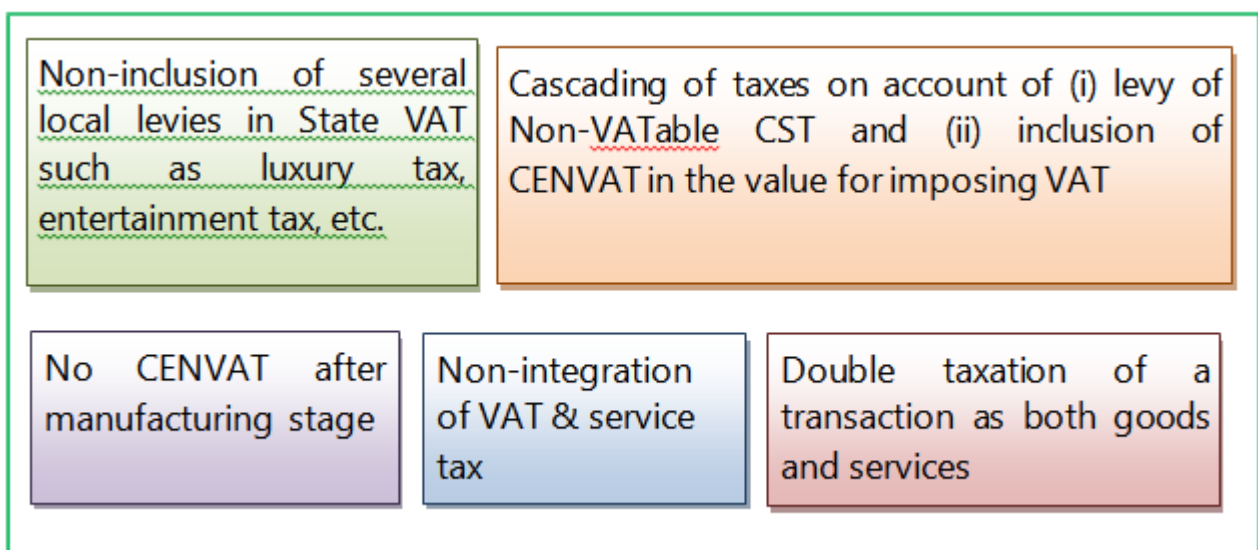 Non-inclusion of several
local levies in State VAT
such as luxury tax,
entertainment tax, etc.
Cascading of taxes on account of (i) levy of
Non-VATable CST and (ii) inclusion of
CENVAT in the value for imposing VAT
No CENVAT after
manufacturing stage
Non-integration
of VAT & service
tax
Double taxation of a
transaction as both goods
and services